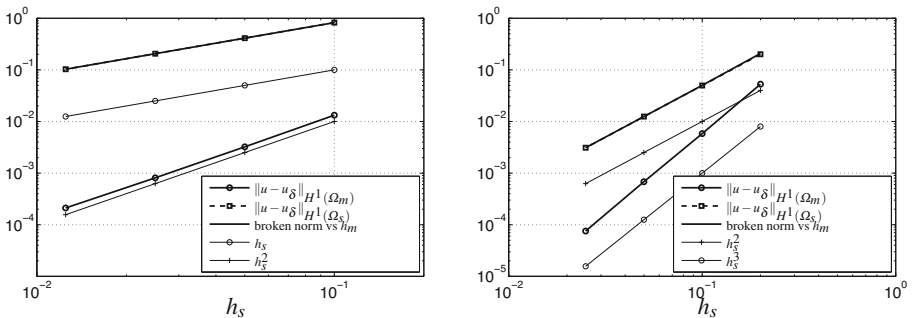 10^0
10^-1
10^-2
10^-3
10^-4
10^-5
‖u−u_δ‖_{H^1(Ω_m)}
‖u−u_δ‖_{H^1(Ω_s)}
broken norm vs h_m
h_s
h_s^2
10^-2
10^-1
h_s
10^0
10^-1
10^-2
10^-3
10^-4
10^-5
‖u−u_δ‖_{H^1(Ω_m)}
‖u−u_δ‖_{H^1(Ω_s)}
broken norm vs h_m
h_s^2
h_s^3
10^-2
10^-1
10^0
h_s